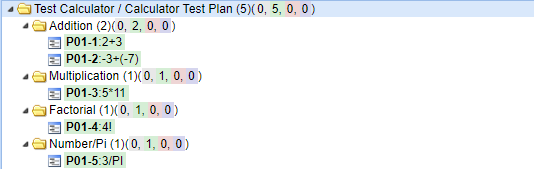 Test Calculator / Calculator Test Plan (5)(0, 5, 0, 0)
Addition (2)(0, 2, 0, 0)
P01-1:2+3
P01-2:-3+(-7)
Multiplication (1)(0, 1, 0, 0)
P01-3:5*11
Factorial (1)(0, 1, 0, 0)
P01-4:4!
Number/Pi (1)(0, 1, 0, 0)
P01-5:3/PI